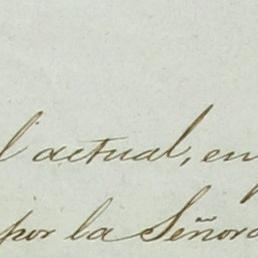 l actual, en
por la Señora